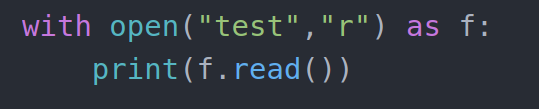 with open("test","r") as f:
    print(f.read())